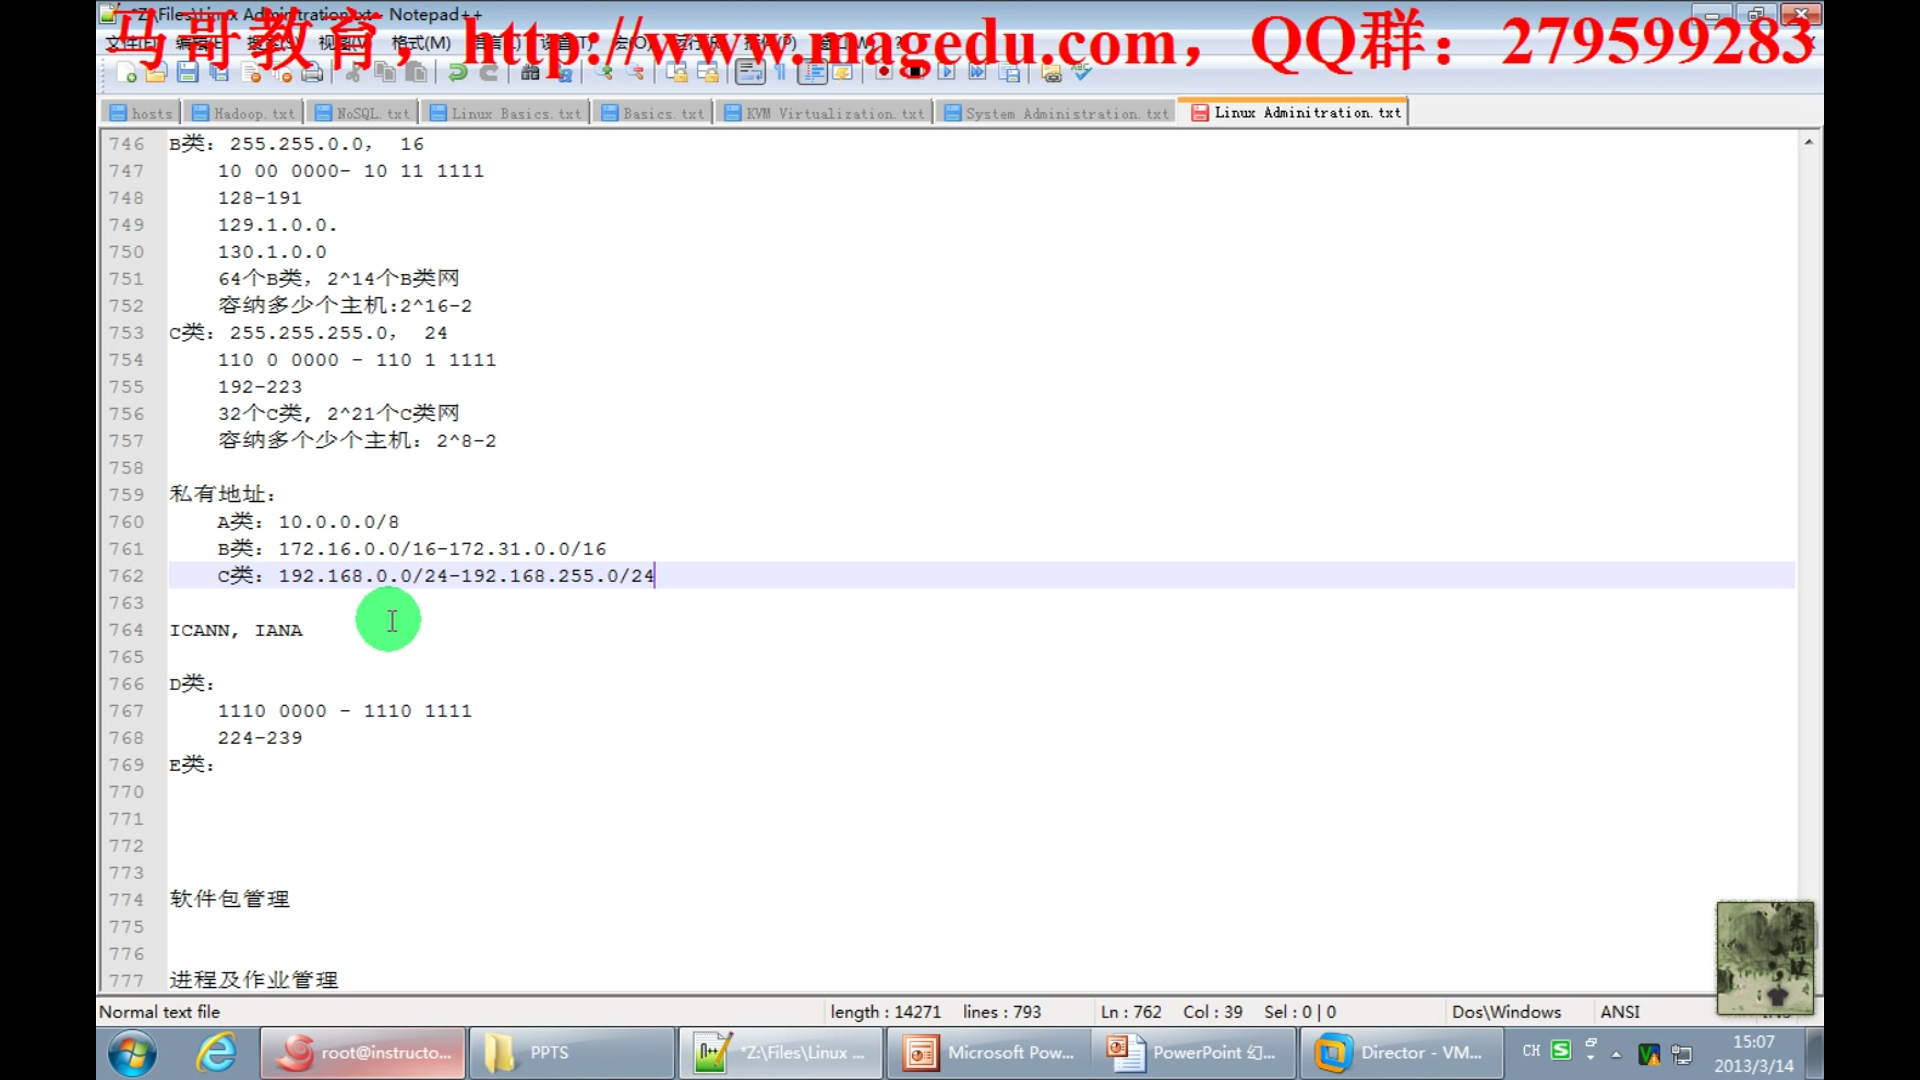 *Z:\Files\Linux Adminitration.txt - Notepad++
马哥教育，http://www.magedu.com，QQ群：279599283
hosts Hadoop.txt NoSQL.txt Linux Basics.txt Basics.txt KVM Virtualization.txt System Administration.txt Linux Adminitration.txt
746 B类：255.255.0.0， 16
747 10 00 0000- 10 11 1111
748 128-191
749 129.1.0.0.
750 130.1.0.0
751 64个B类，2^14个B类网
752 容纳多少个主机:2^16-2
753 C类：255.255.255.0， 24
754 110 0 0000 - 110 1 1111
755 192-223
756 32个C类, 2^21个C类网
757 容纳多个少个主机：2^8-2
758
759 私有地址：
760 A类：10.0.0.0/8
761 B类：172.16.0.0/16-172.31.0.0/16
762 C类：192.168.0.0/24-192.168.255.0/24
763
764 ICANN, IANA
765
766 D类：
767 1110 0000 - 1110 1111
768 224-239
769 E类：
770
771
772
773
774 软件包管理
775
776
777 进程及作业管理
Normal text file length : 14271 lines : 793 Ln : 762 Col : 39 Sel : 0 | 0 Dos\Windows ANSI
root@instructo... PPTS *Z:\Files\Linux ... Microsoft Pow... PowerPoint 幻... Director - VM... CH 15:07
2013/3/14